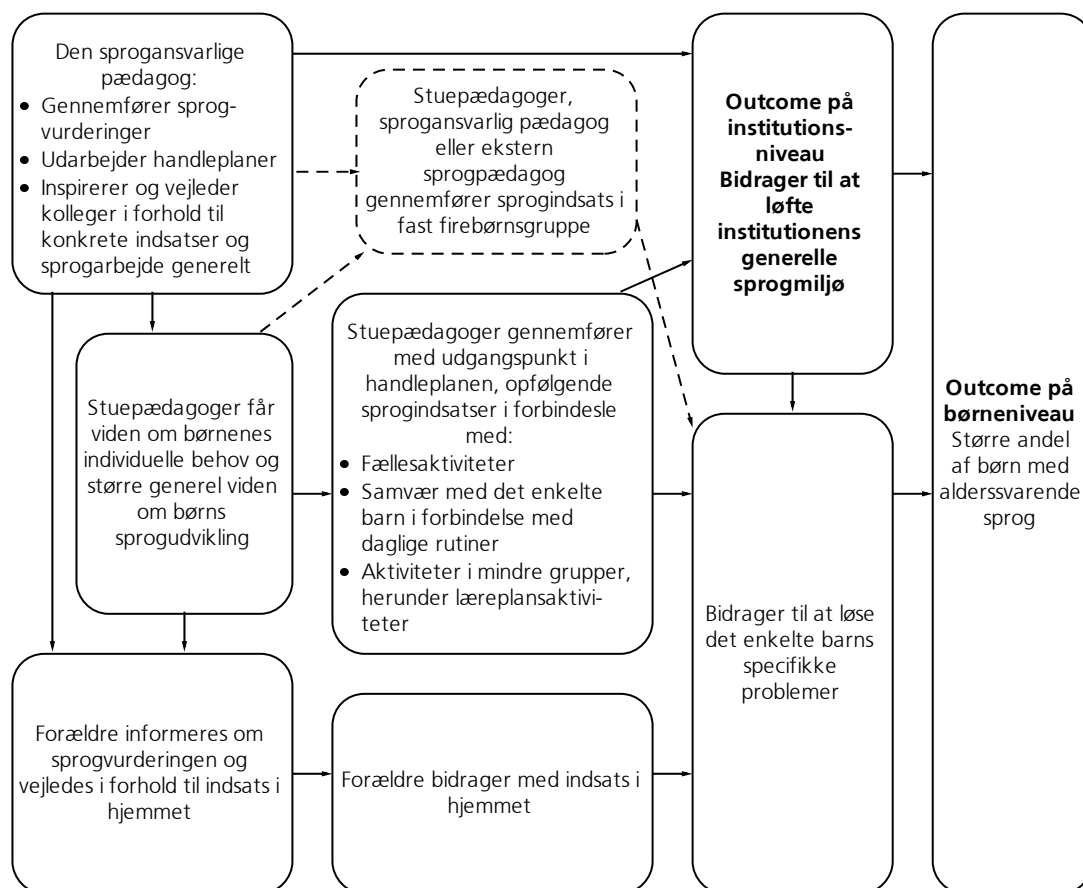 Den sprogansvarlige
pædagog:
• Gennemfører sprog-
vurderinger
• Udarbejder handleplaner
• Inspirerer og vejleder
kolleger i forhold til
konkrete indsatser og
sprogarbejde generelt
Stuepædagoger,
sprogansvarlig pædagog
eller ekstern
sprogpædagog
gennemfører sprogindsats i
fast firebørnsgruppe
Outcome på
institutions-
niveau
Bidrager til at
løfte
institutionens
generelle
sprogmiljø
Stuepædagoger får
viden om børnenes
individuelle behov og
større generel viden
om børns
sprogudvikling
Stuepædagoger gennemfører
med udgangspunkt i
handleplanen, opfølgende
sprogindsatser i forbindesle
med:
• Fællesaktiviteter
• Samvær med det enkelte
barn i forbindelse med
daglige rutiner
• Aktiviteter i mindre grupper,
herunder læreplansaktivi-
teter
Outcome på
børneniveau
Større andel
af børn med
alderssvarende
sprog
Bidrager til at løse
det enkelte barns
specifikke
problemer
Forældre informeres om
sprogvurderingen og
vejledes i forhold til indsats i
hjemmet
Forældre bidrager med indsats i
hjemmet